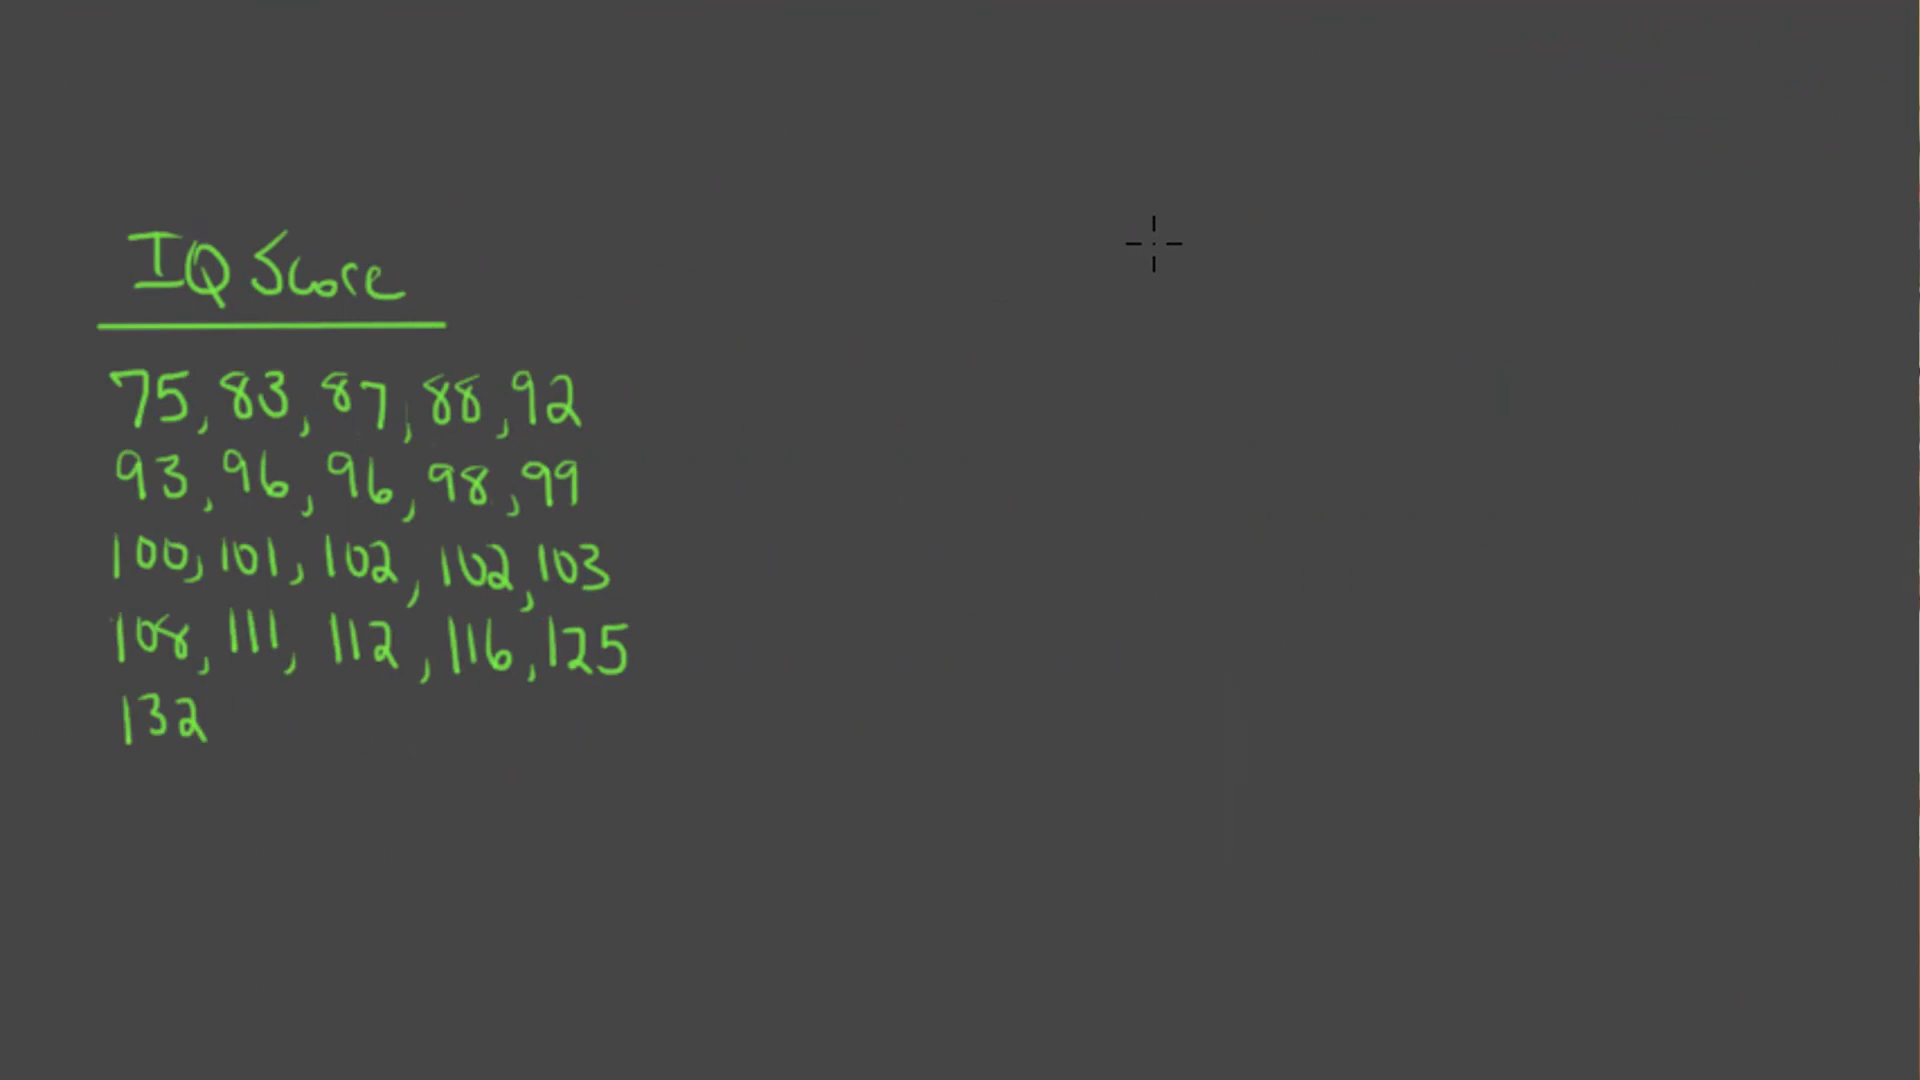 IQ Score
75, 83, 87, 88, 92
93, 96, 96, 98, 99
100, 101, 102, 102, 103
108, 111, 112, 116, 125
132